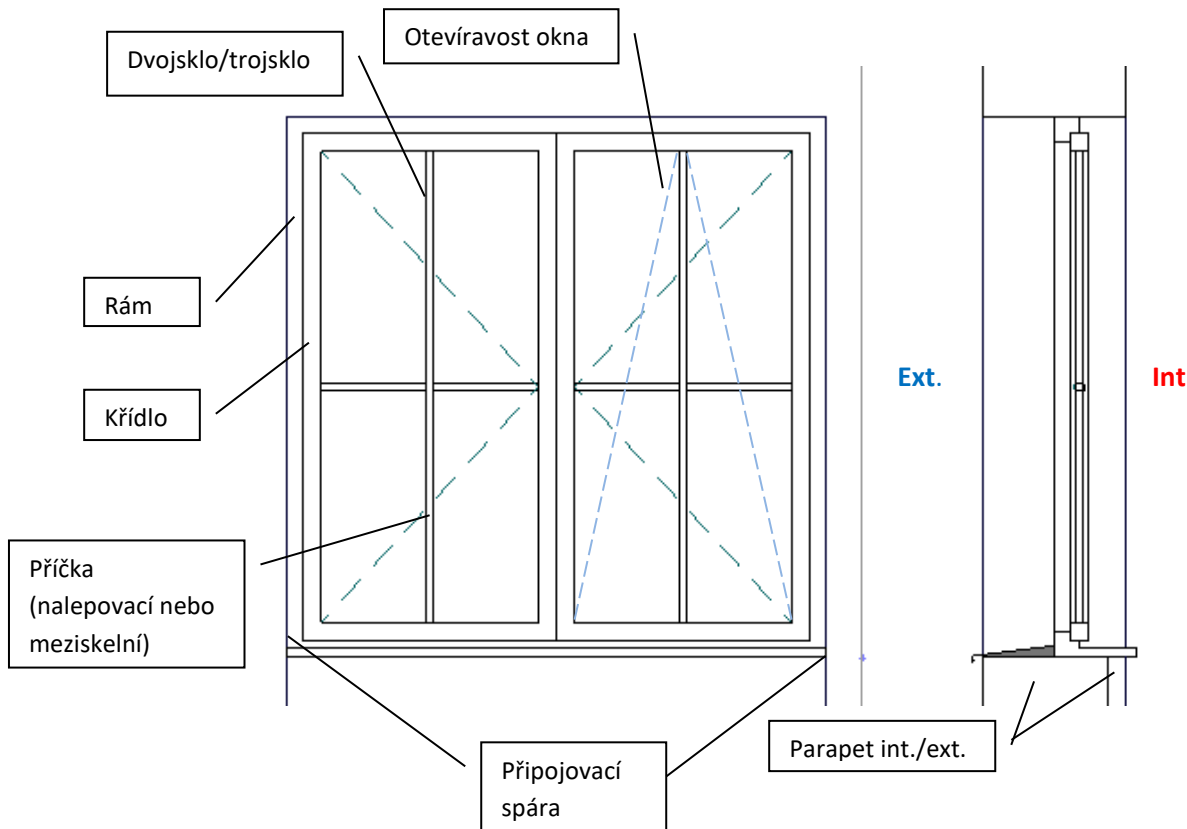 Otevíravost okna
Dvojsklo/trojsklo
Rám
Ext.
Int
Křídlo
Příčka
(nalepovací nebo
meziskelní)
Parapet int./ext.
Připojovací
spára